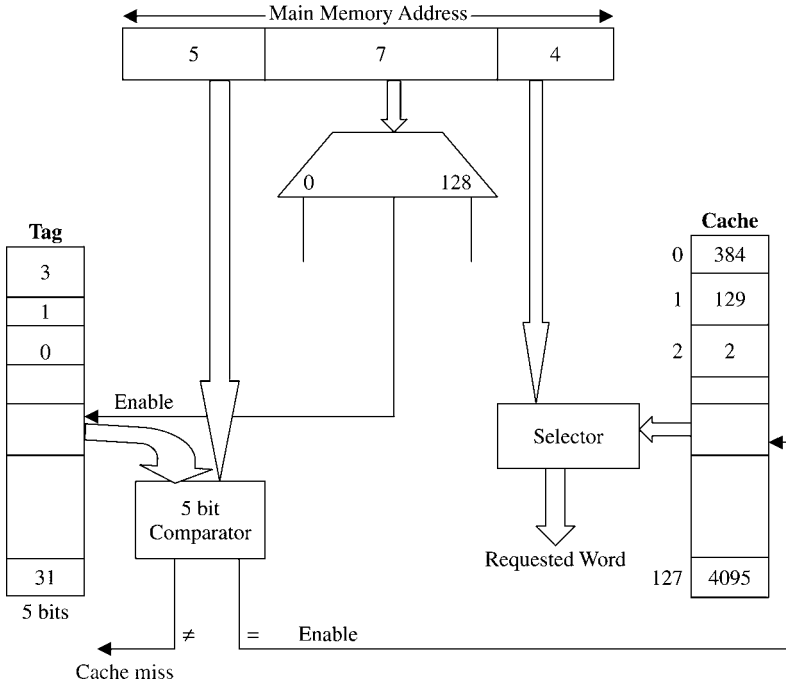 Main Memory Address
5 7 4
0 128
Tag
Cache
3
1
0
31
5 bits
0 384
1 129
2 2
127 4095
Enable
Selector
5 bit
Comparator
Requested Word
≠ = Enable
Cache miss